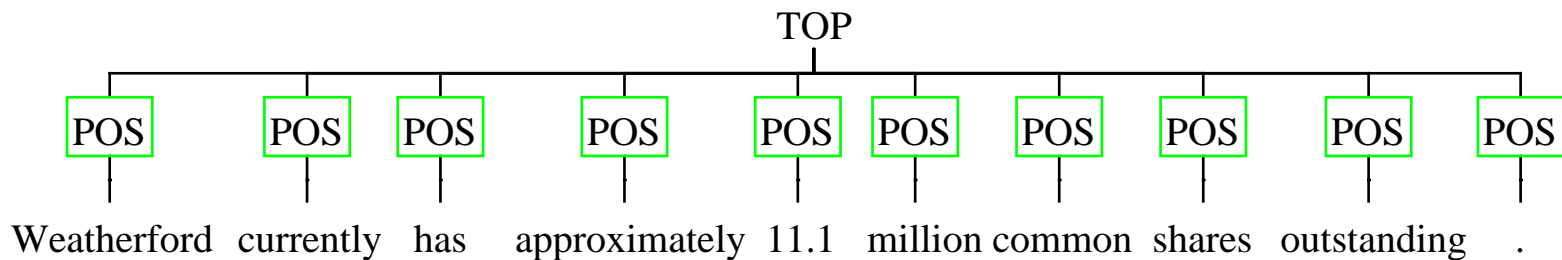 TOP
POS POS POS POS POS POS POS POS POS POS
Weatherford currently has approximately 11.1 million common shares outstanding .